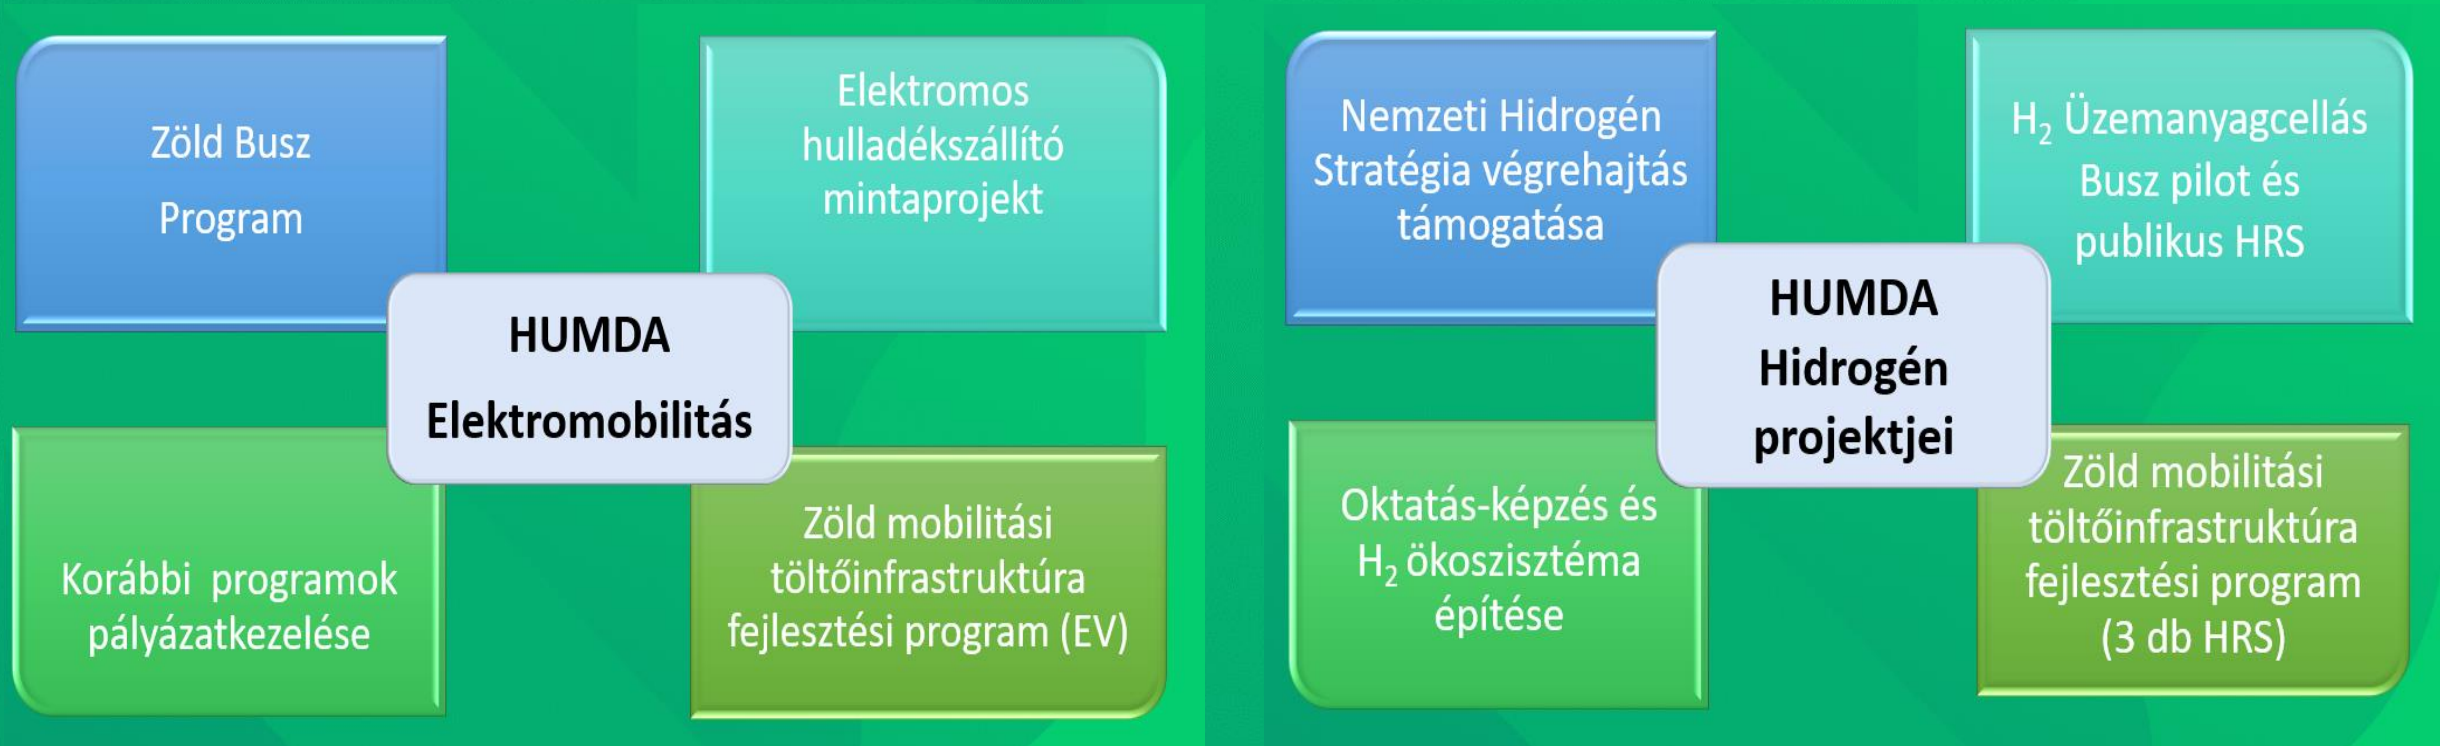 Zöld Busz
Program
Elektromos
hulladékszállító
mintaprojekt
HUMDA
Elektromobilitás
Korábbi programok
pályázatkezelése
Zöld mobilitási
töltőinfrastruktúra
fejlesztési program (EV)
Nemzeti Hidrogén
Stratégia végrehajtás
támogatása
H₂ Üzemanyagcellás
Busz pilot és
publikus HRS
HUMDA
Hidrogén
projektjei
Oktatás-képzés és
H₂ ökoszisztéma
építése
Zöld mobilitási
töltőinfrastruktúra
fejlesztési program
(3 db HRS)